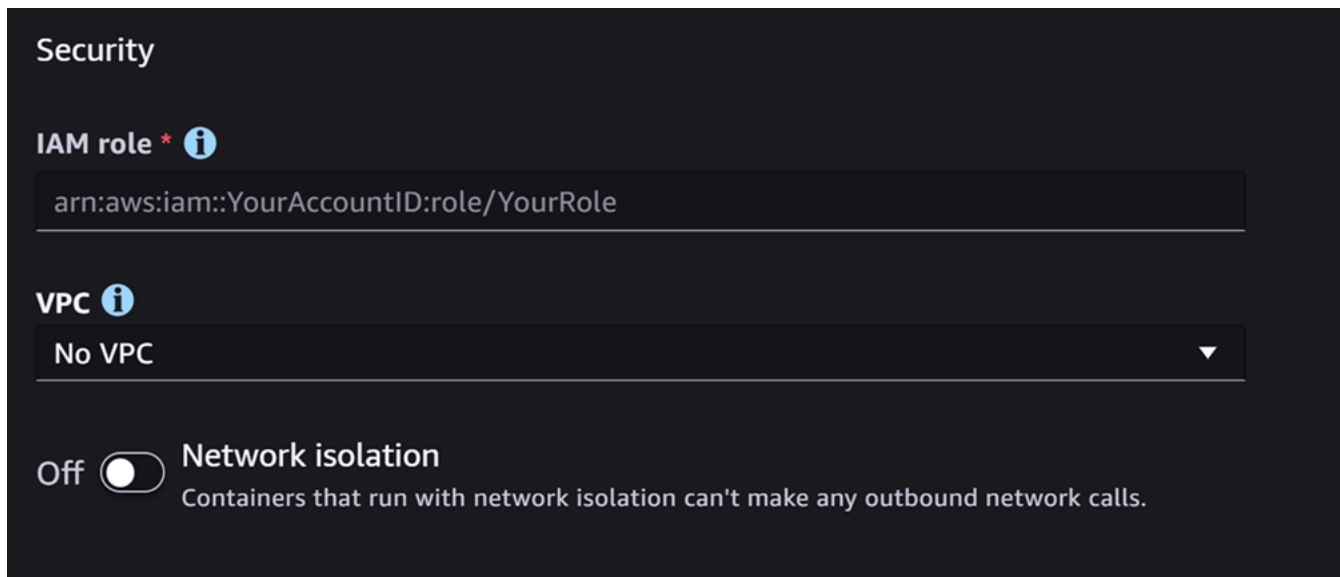 Security
IAM role *
arn:aws:iam::YourAccountID:role/YourRole
VPC
No VPC
Off
Network isolation
Containers that run with network isolation can't make any outbound network calls.